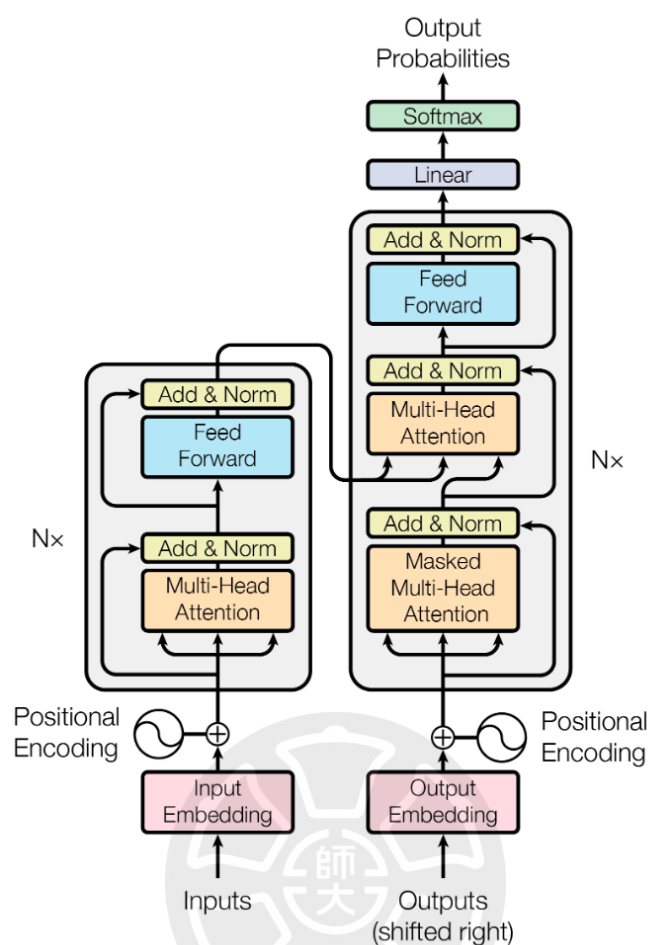 Output
Probabilities
Softmax
Linear
Add & Norm
Feed
Forward
Add & Norm
Multi-Head
Attention
Add & Norm
Masked
Multi-Head
Attention
N×
Add & Norm
Feed
Forward
Add & Norm
Multi-Head
Attention
N×
Positional
Encoding
Positional
Encoding
Input
Embedding
Output
Embedding
Inputs
Outputs
(shifted right)
師大